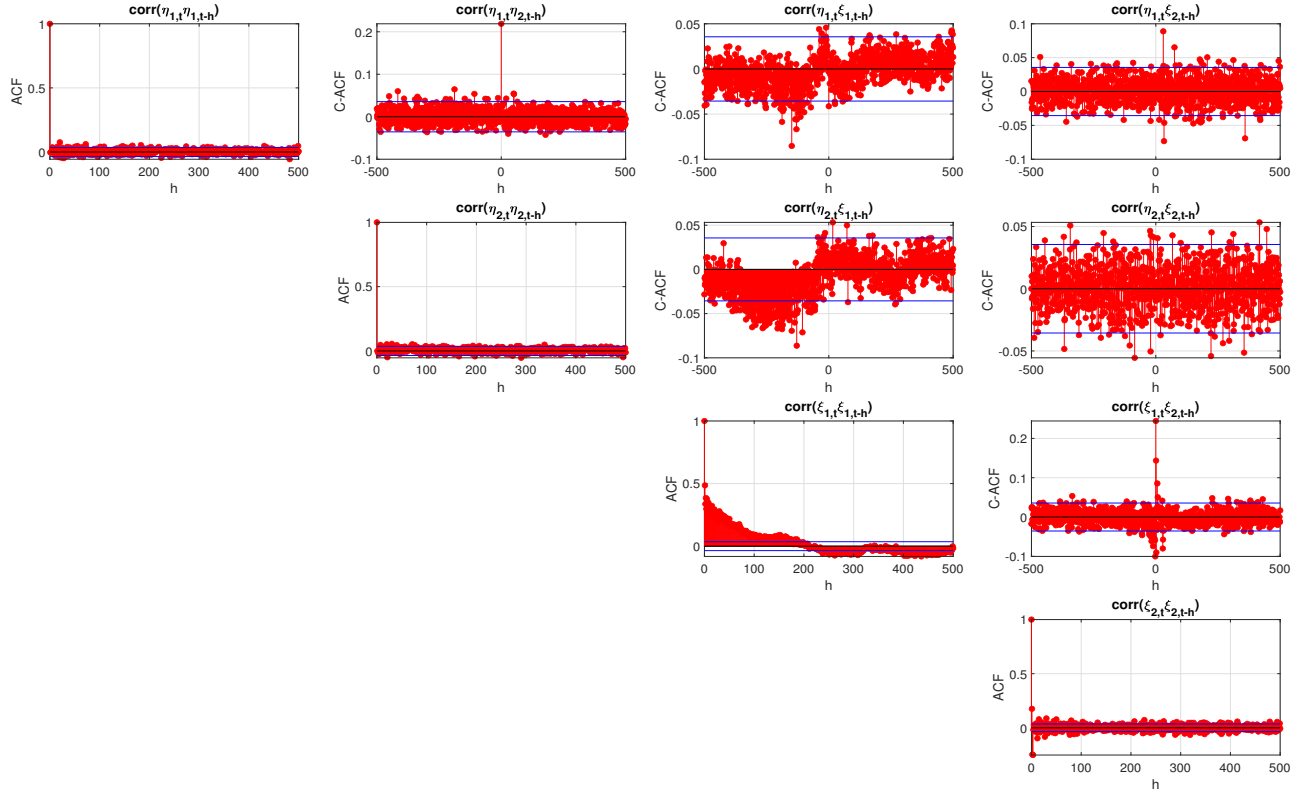 corr(η1,tη1,t-h)
1
0.5
0
ACF
0 100 200 300 400 500
h
corr(η1,tη2,t-h)
0.2
0.1
0
-0.1
C-ACF
-500 0 500
h
corr(η1,tξ1,t-h)
0.05
0
-0.05
-0.1
C-ACF
-500 0 500
h
corr(η1,tξ2,t-h)
0.1
0.05
0
-0.05
-0.1
C-ACF
-500 0 500
h
corr(η2,tη2,t-h)
1
0.5
0
ACF
0 100 200 300 400 500
h
corr(η2,tξ1,t-h)
0.05
0
-0.05
-0.1
C-ACF
-500 0 500
h
corr(η2,tξ2,t-h)
0.05
0
-0.05
C-ACF
-500 0 500
h
corr(ξ1,tξ1,t-h)
1
0.5
0
ACF
0 100 200 300 400 500
h
corr(ξ1,tξ2,t-h)
0.2
0.1
0
-0.1
C-ACF
-500 0 500
h
corr(ξ2,tξ2,t-h)
1
0.5
0
ACF
0 100 200 300 400 500
h